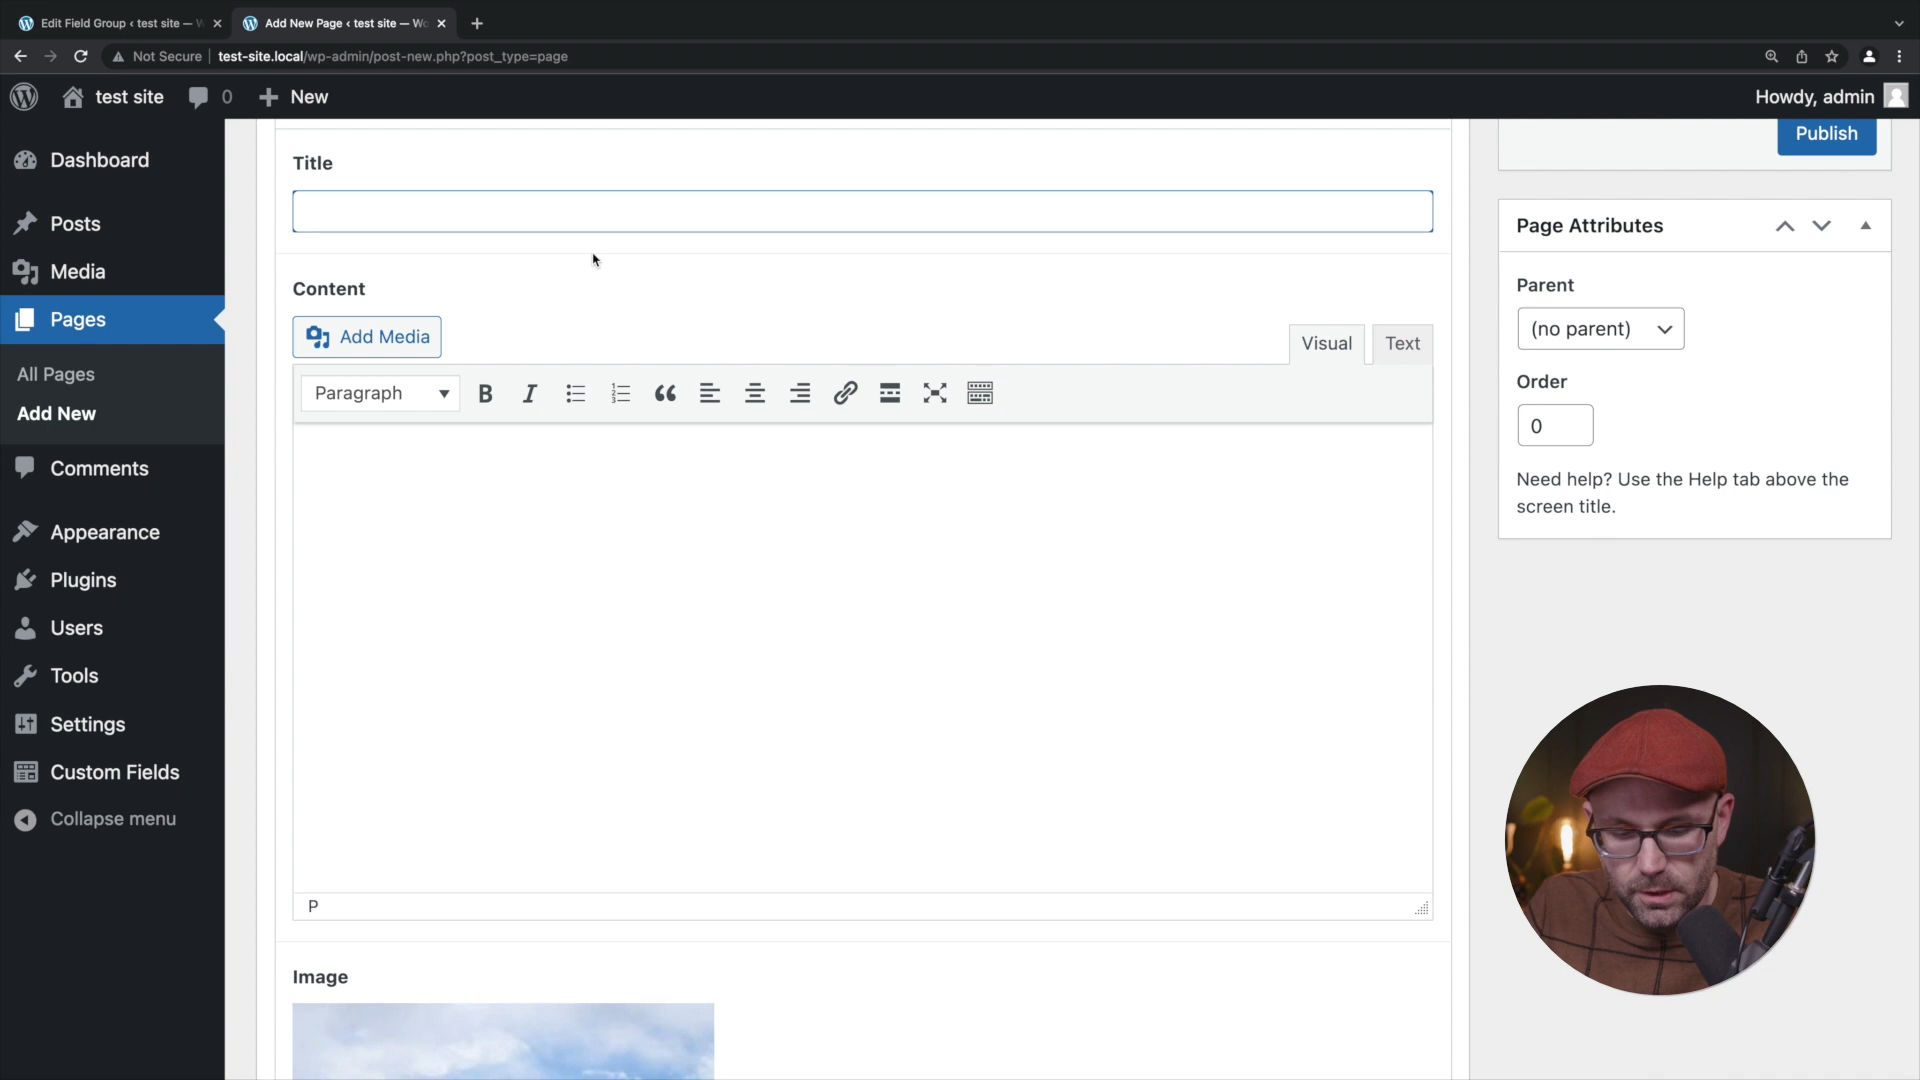 Edit Field Group ‹ test site —
Add New Page ‹ test site — Wo
Not Secure
test-site.local/wp-admin/post-new.php?post_type=page
test site
0
New
Howdy, admin
Dashboard
Posts
Media
Pages
All Pages
Add New
Comments
Appearance
Plugins
Users
Tools
Settings
Custom Fields
Collapse menu
Title
Content
Add Media
Visual
Text
Paragraph
P
Image
Publish
Page Attributes
Parent
(no parent)
Order
0
Need help? Use the Help tab above the
screen title.